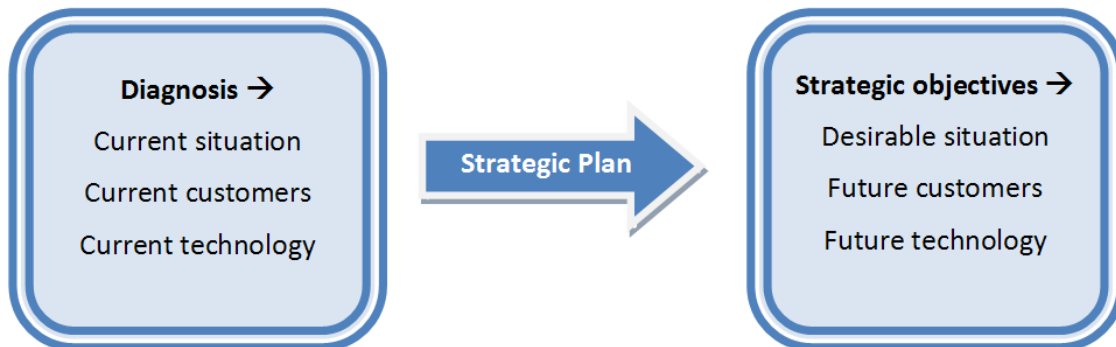 Diagnosis →
Current situation
Current customers
Current technology
Strategic Plan
Strategic objectives →
Desirable situation
Future customers
Future technology